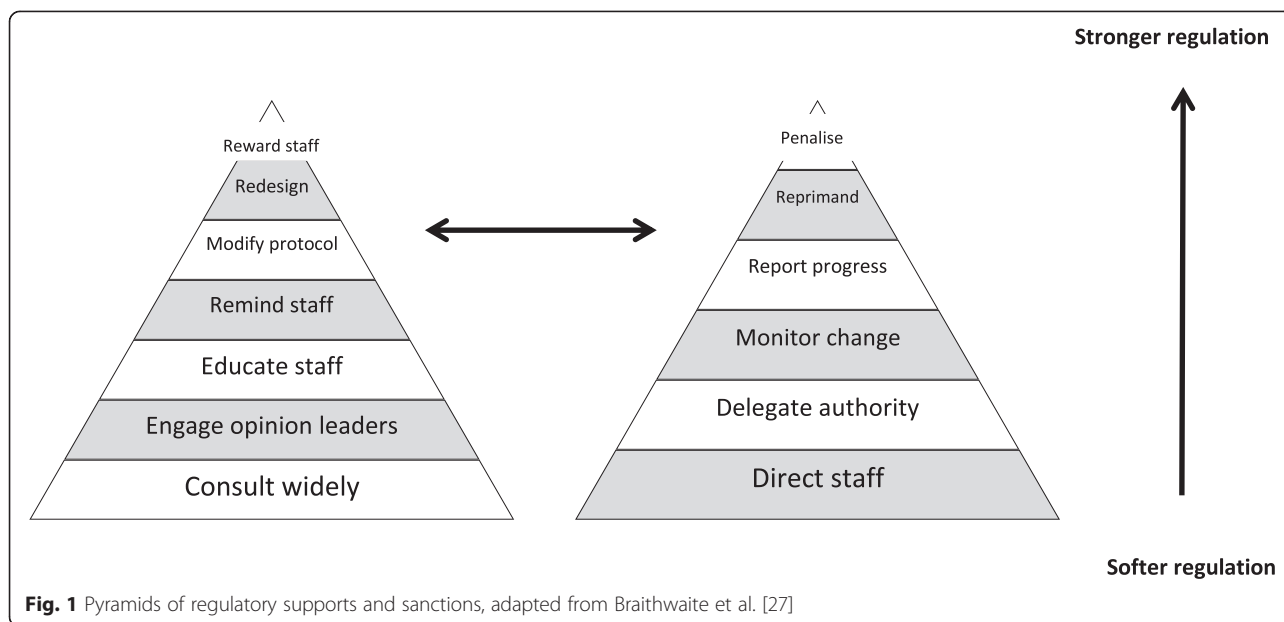 Stronger regulation
Reward staff
Redesign
Modify protocol
Remind staff
Educate staff
Engage opinion leaders
Consult widely
Penalise
Reprimand
Report progress
Monitor change
Delegate authority
Direct staff
Softer regulation
Fig. 1 Pyramids of regulatory supports and sanctions, adapted from Braithwaite et al. [27]